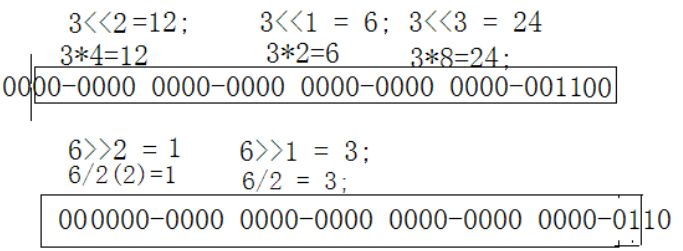 3<<2=12; 3<<1 = 6; 3<<3 = 24
3*4=12 3*2=6 3*8=24;
0000-0000 0000-0000 0000-0000 0000-001100
6>>2 = 1 6>>1 = 3;
6/2(2)=1 6/2 = 3;
000000-0000 0000-0000 0000-0000 0000-0110